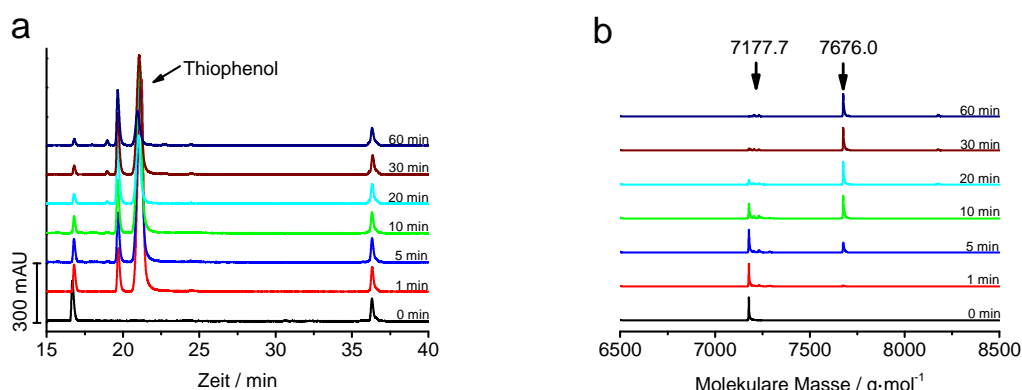 a
Thiophenol
60 min
30 min
20 min
10 min
5 min
1 min
0 min
300 mAU
15 20 25 30 35 40
Zeit / min
b
7177.7 7676.0
60 min
30 min
20 min
10 min
5 min
1 min
0 min
6500 7000 7500 8000 8500
Molekulare Masse / g·mol⁻¹